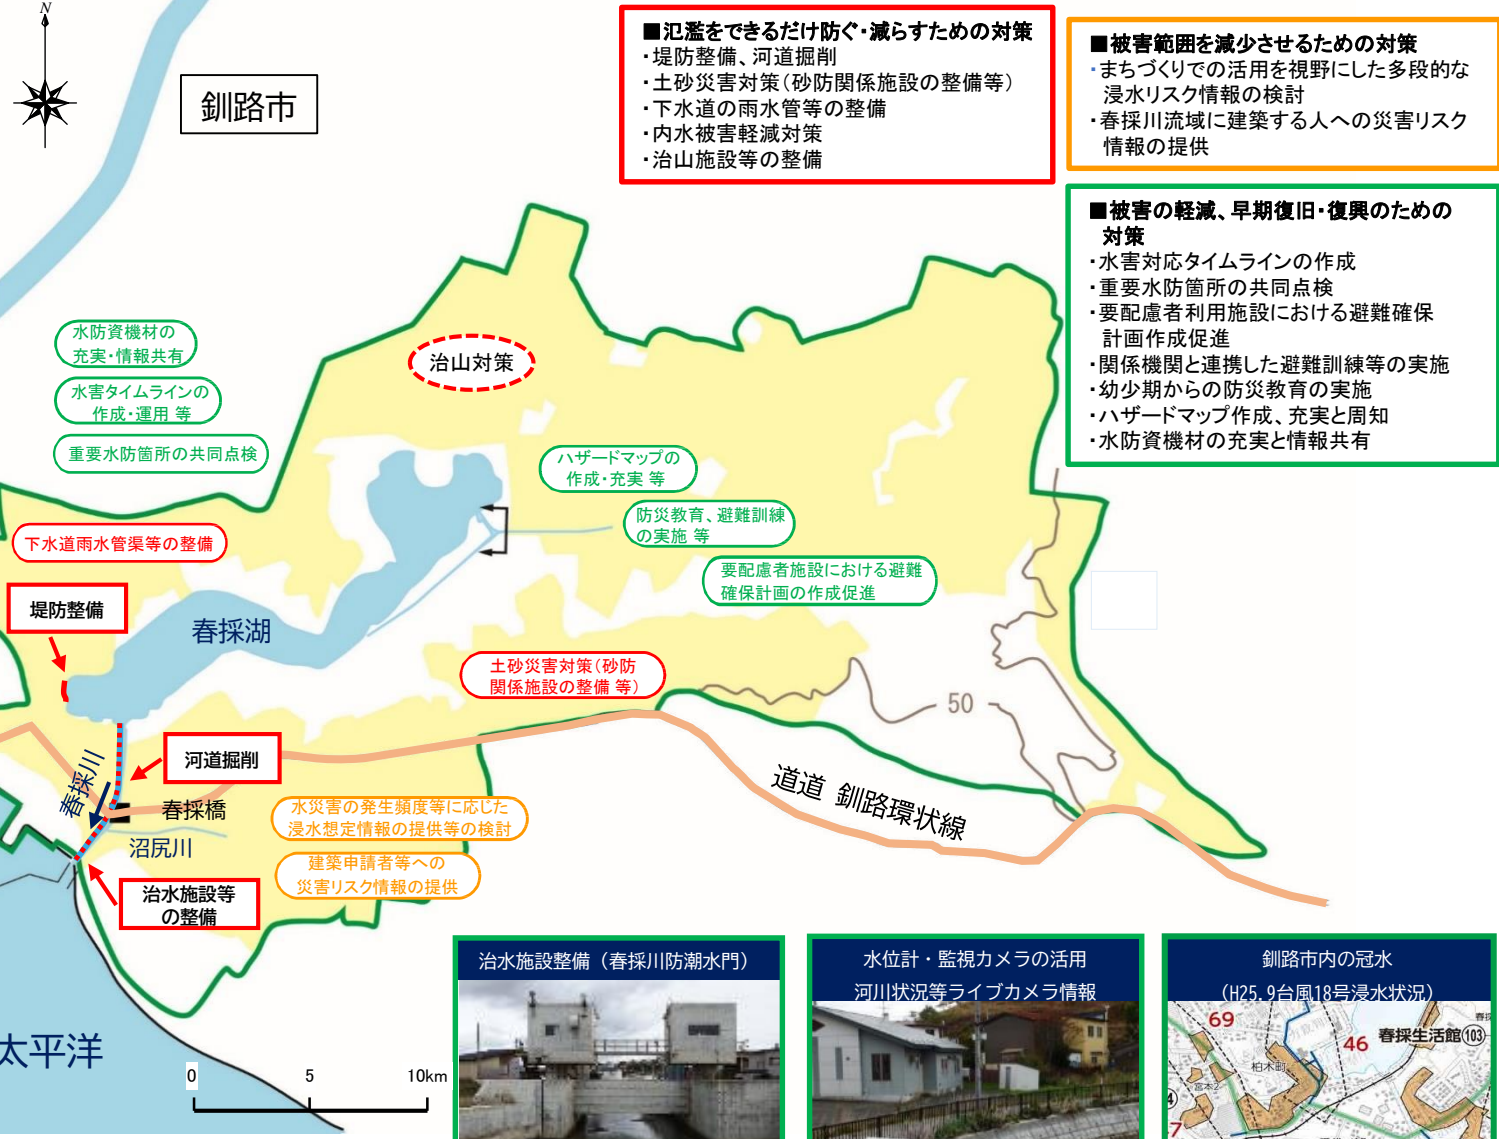 N
釧路市
■氾濫をできるだけ防ぐ・減らすための対策
・堤防整備、河道掘削
・土砂災害対策(砂防関係施設の整備等)
・下水道の雨水管等の整備
・内水被害軽減対策
・治山施設等の整備
■被害範囲を減少させるための対策
・まちづくりでの活用を視野にした多段的な
浸水リスク情報の検討
・春採川流域に建築する人への災害リスク
情報の提供
■被害の軽減、早期復旧・復興のための
対策
・水害対応タイムラインの作成
・重要水防箇所の共同点検
・要配慮者利用施設における避難確保
計画作成促進
・関係機関と連携した避難訓練等の実施
・幼少期からの防災教育の実施
・ハザードマップ作成、充実と周知
・水防資機材の充実と情報共有
水防資機材の
充実・情報共有
水害タイムラインの
作成・運用 等
重要水防箇所の共同点検
治山対策
ハザードマップの
作成・充実 等
防災教育、避難訓練
の実施 等
要配慮者施設における避難
確保計画の作成促進
下水道雨水管渠等の整備
堤防整備
春採湖
土砂災害対策(砂防
関係施設の整備 等)
50
河道掘削
春採川
春採橋
沼尻川
道道 釧路環状線
水災害の発生頻度等に応じた
浸水想定情報の提供等の検討
建築申請者等への
災害リスク情報の提供
治水施設等
の整備
太平洋
0 5 10km
治水施設整備(春採川防潮水門)
水位計・監視カメラの活用
河川状況等ライブカメラ情報
釧路市内の冠水
(H25.9台風18号浸水状況)
69
46
春採生活館(103)
柏木町
7